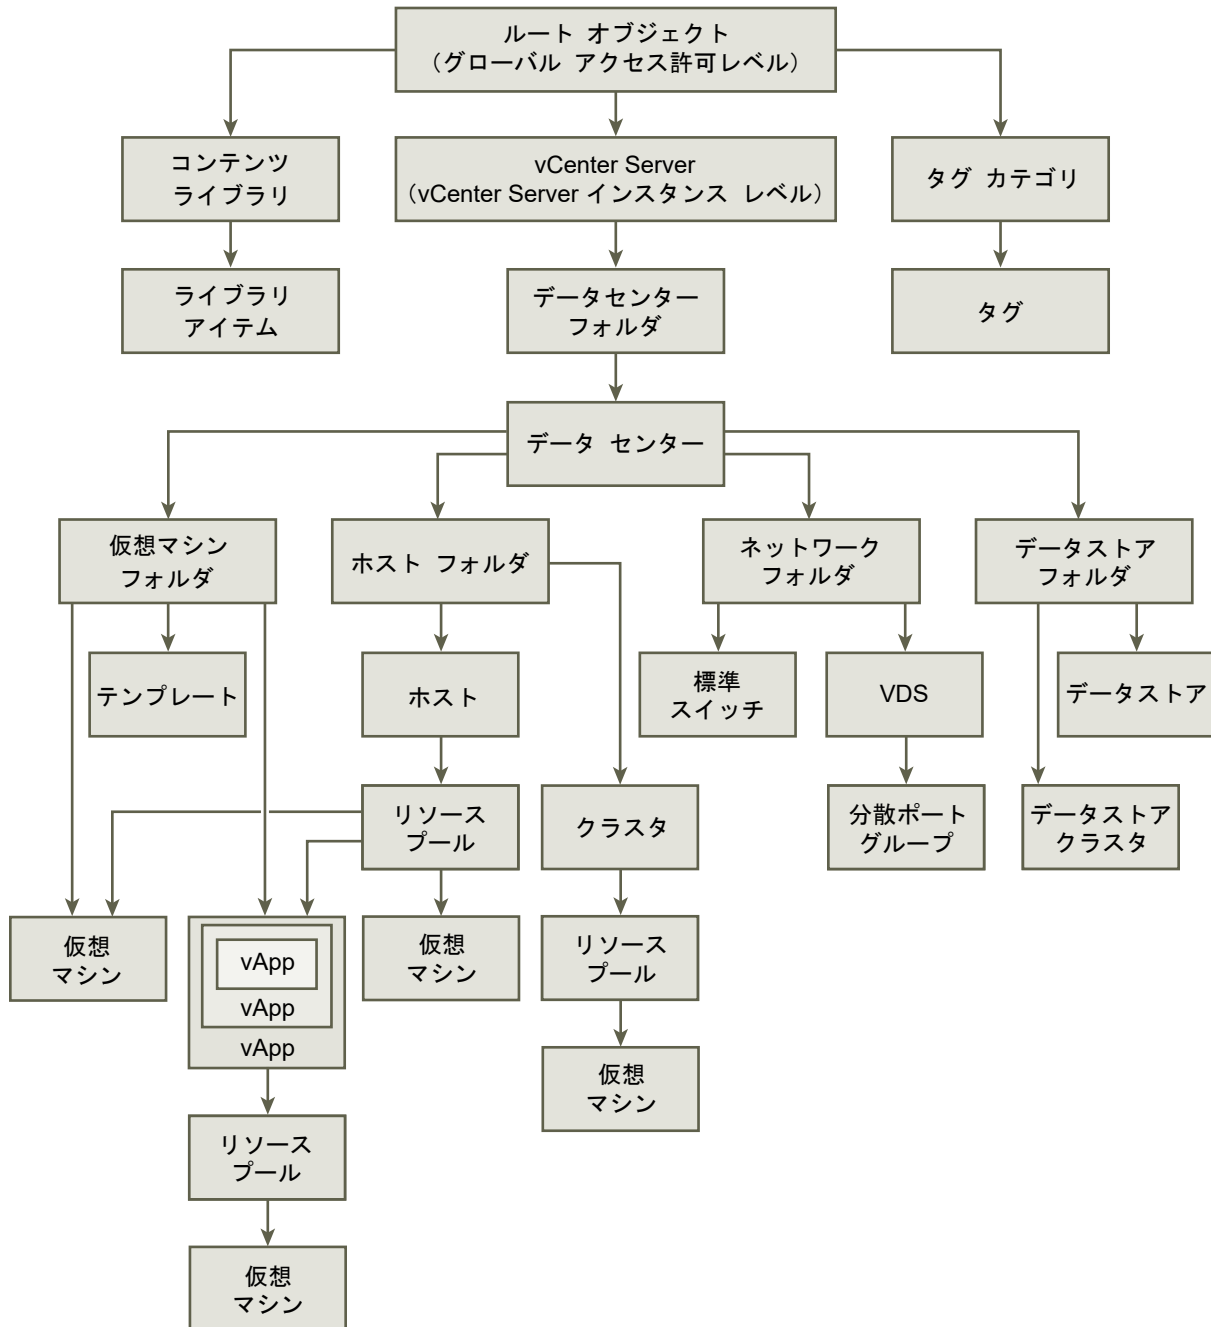 ルート オブジェクト
（グローバル アクセス許可レベル）
コンテンツ
ライブラリ
vCenter Server
（vCenter Server インスタンス レベル）
タグ カテゴリ
ライブラリ
アイテム
データセンター
フォルダ
タグ
データ センター
仮想マシン
フォルダ
ホスト フォルダ
ネットワーク
フォルダ
データストア
フォルダ
テンプレート
ホスト
標準
スイッチ
VDS
データストア
リソース
プール
クラスタ
分散ポート
グループ
データストア
クラスタ
仮想
マシン
vApp
vApp
vApp
仮想
マシン
リソース
プール
仮想
マシン
リソース
プール
仮想
マシン